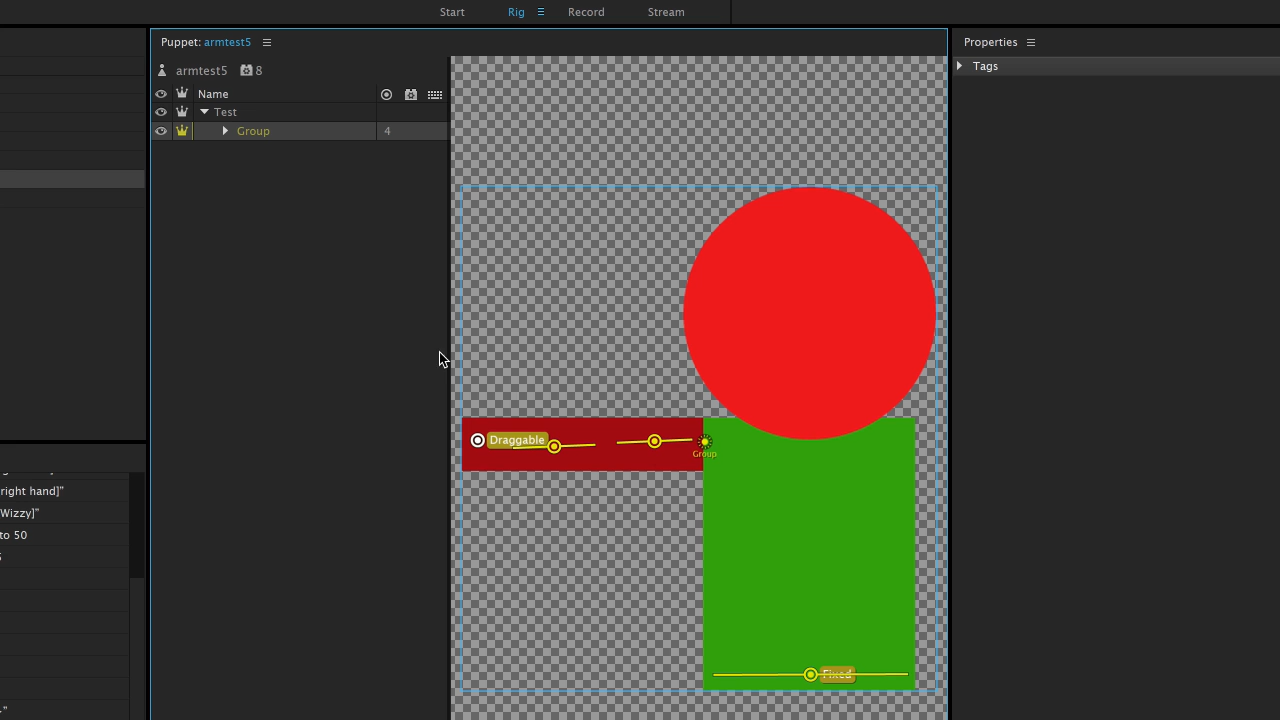 Start Rig Record Stream
Puppet: armtest5
Properties
armtest5 8
Tags
Name
Test
Group 4
Draggable
Group
right hand]"
Wizzy]"
to 50
Fixed